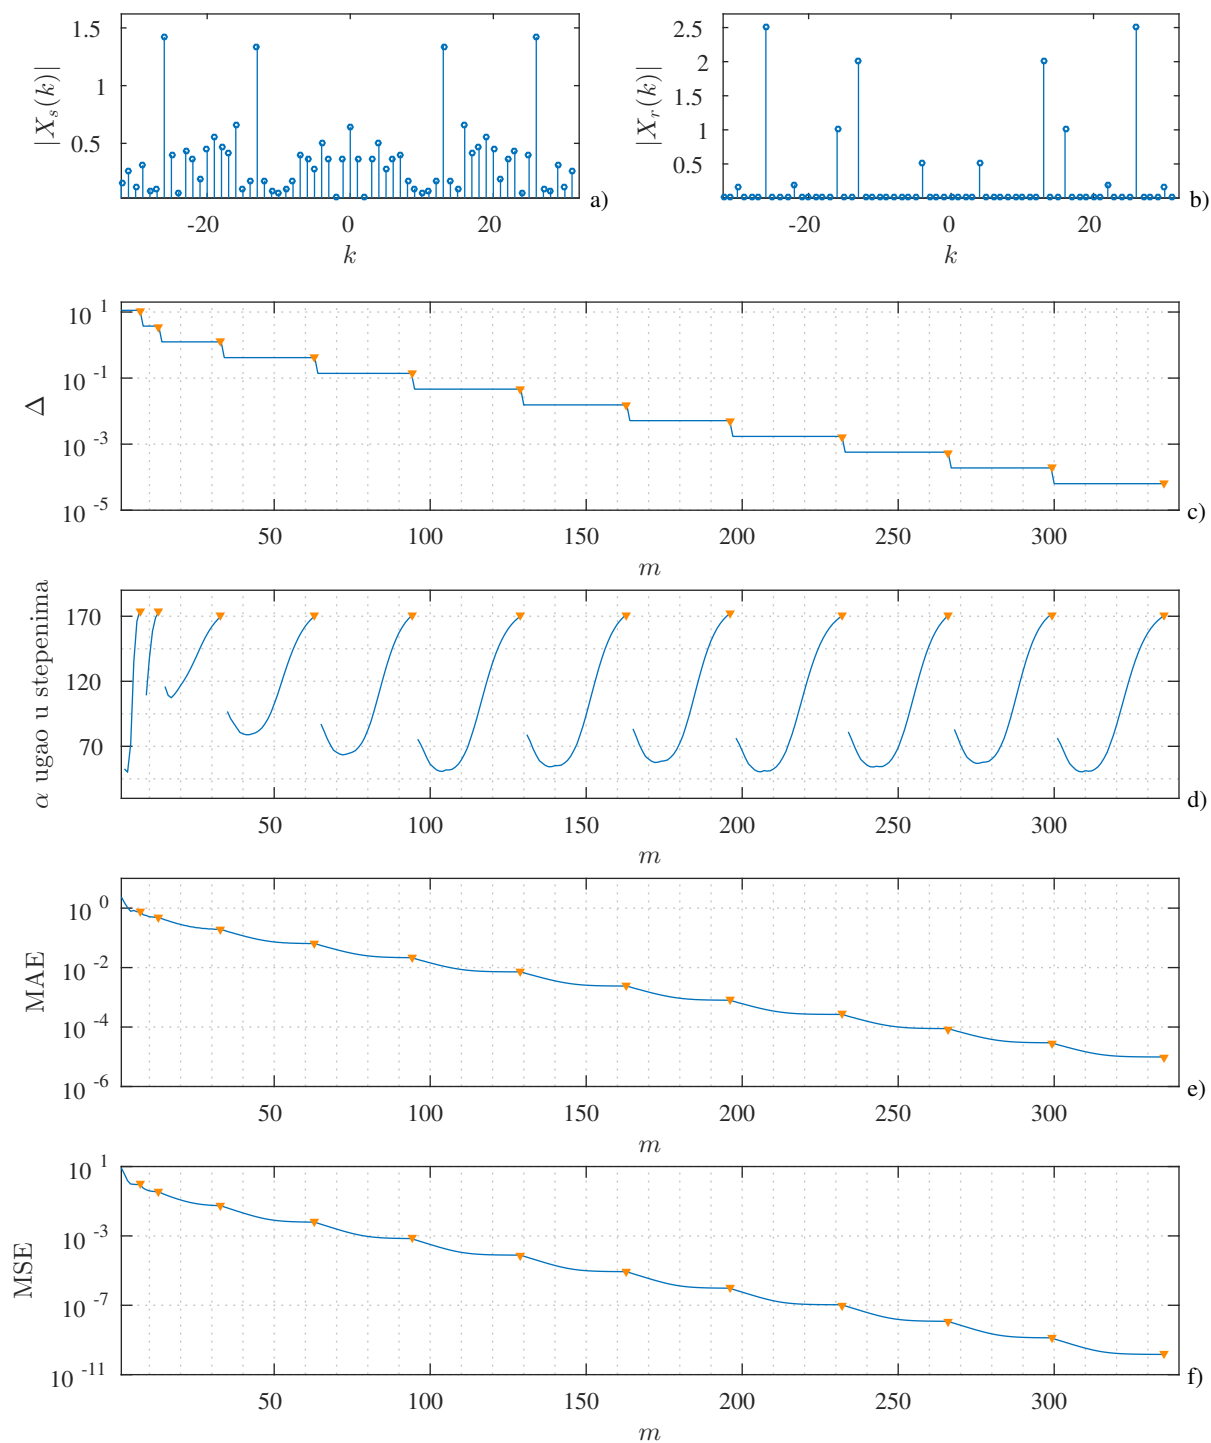 |X_s(k)|
1.5
1
0.5
-20 0 20
k
a)
|X_r(k)|
2.5
2
1.5
1
0.5
-20 0 20
k
b)
Δ
10^1
10^-1
10^-3
10^-5
50 100 150 200 250 300
m
c)
α ugao u stepenima
170
120
70
50 100 150 200 250 300
m
d)
MAE
10^0
10^-2
10^-4
10^-6
50 100 150 200 250 300
m
e)
MSE
10^1
10^-3
10^-7
10^-11
50 100 150 200 250 300
m
f)